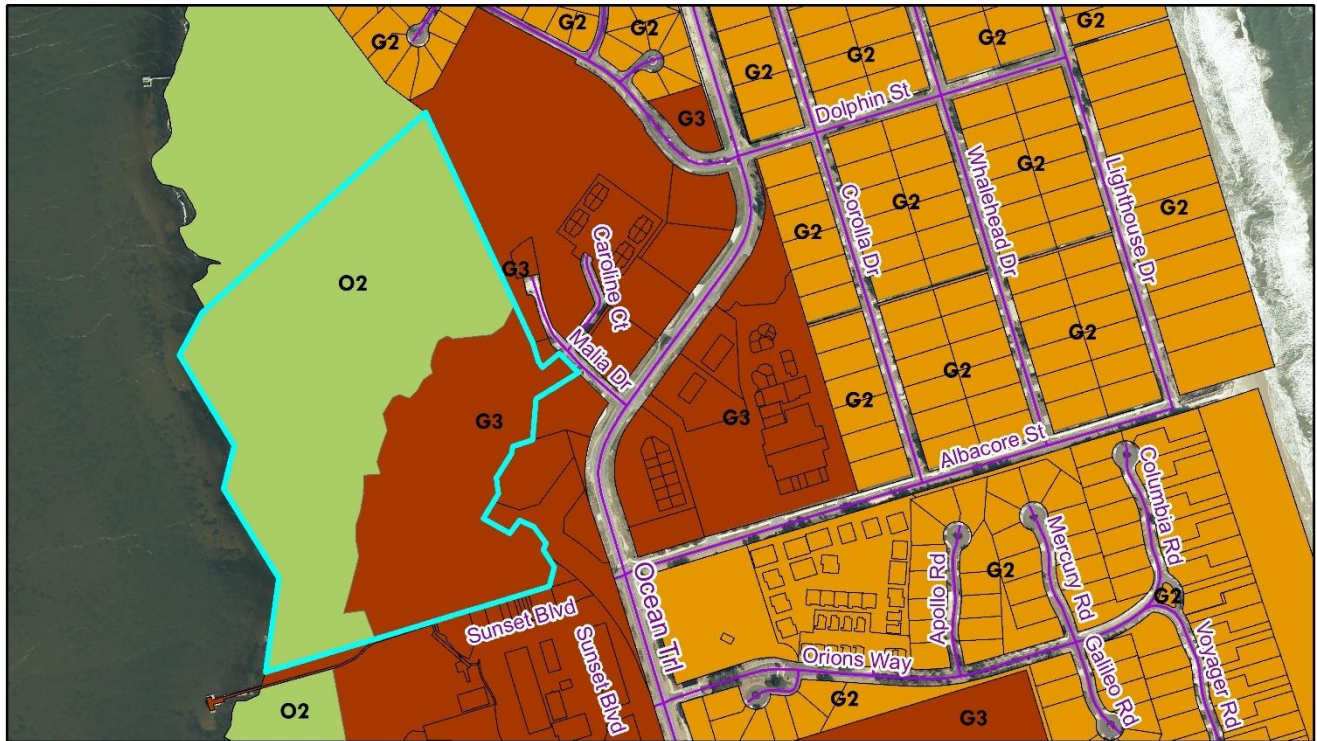 G2
G2
G2
G2
G2
G2
G2
G3
Dolphin St
G2
G2
G2
G2
Corolla Dr
Whalehead Dr
Lighthouse Dr
O2
G3
Caroline Ct
Malia Dr
G2
G2
G2
G3
G3
Albacore St
Columbia Rd
Mercury Rd
Apollo Rd
G2
G2
Ocean Trl
Sunset Blvd
Sunset Blvd
Orions Way
Galileo Rd
Voyager Rd
O2
G2
G3